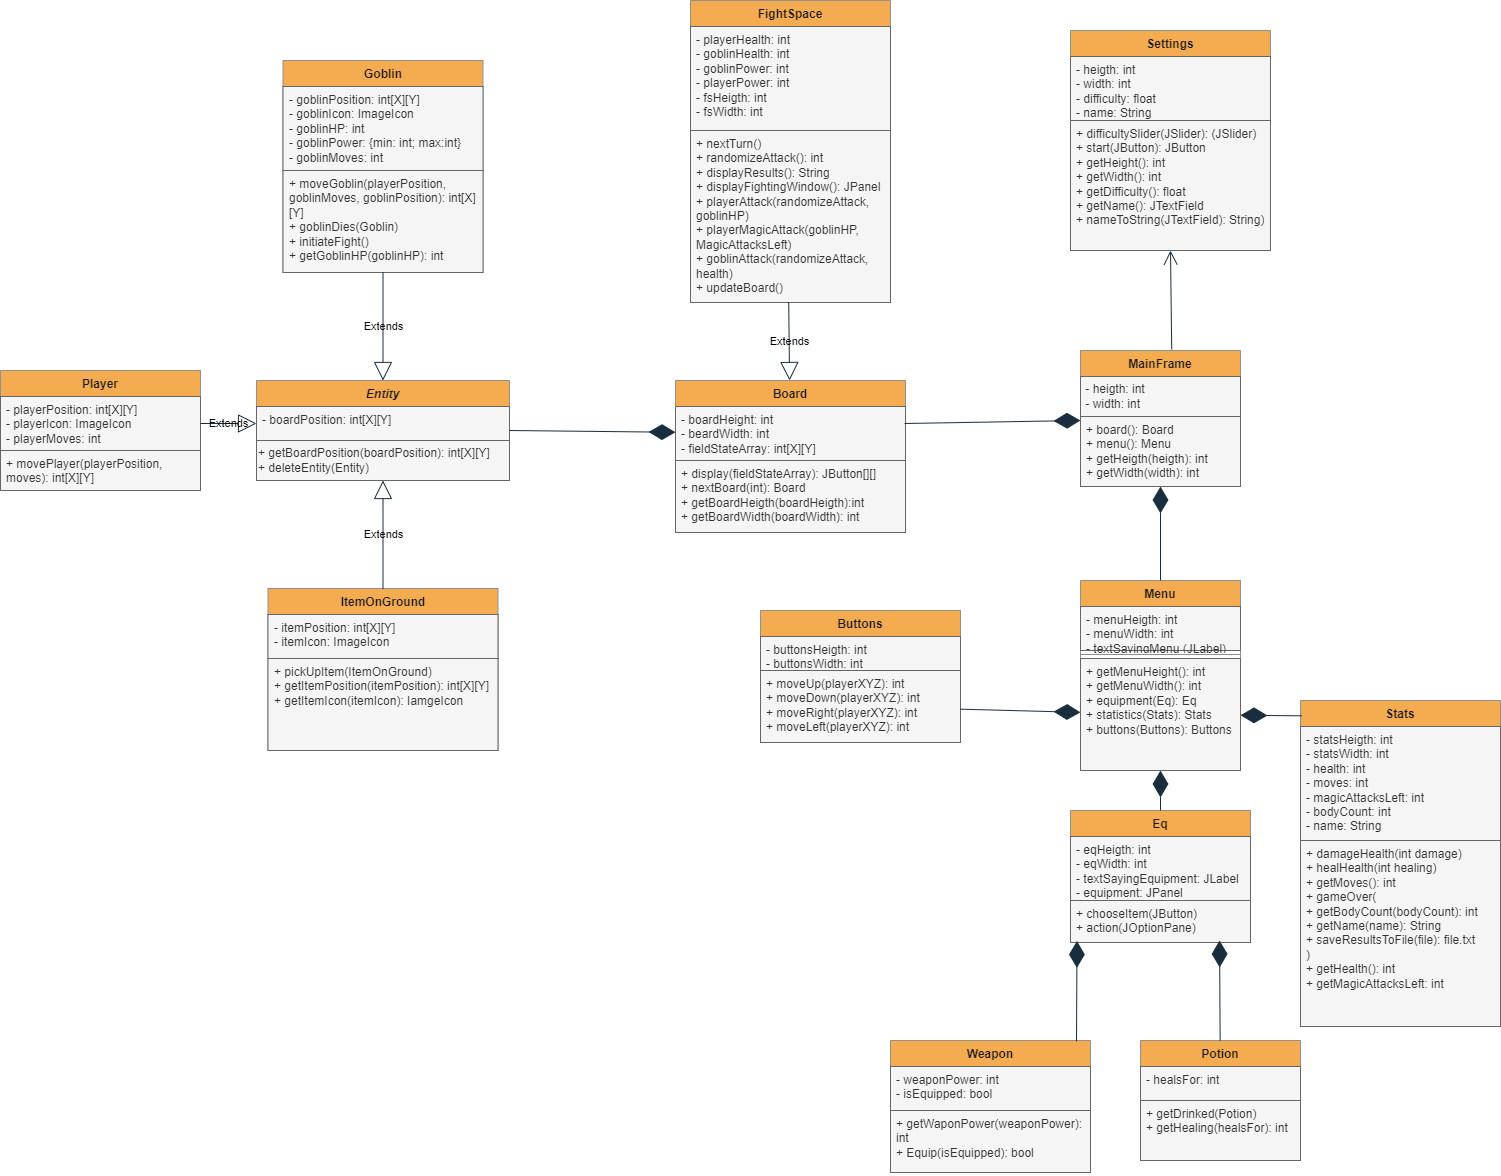 FightSpace
- playerHealth: int
- goblinHealth: int
- goblinPower: int
- playerPower: int
- fsHeigth: int
- fsWidth: int
+ nextTurn()
+ randomizeAttack(): int
+ displayResults(): String
+ displayFightingWindow(): JPanel
+ playerAttack(randomizeAttack,
goblinHP)
+ playerMagicAttack(goblinHP,
MagicAttacksLeft)
+ goblinAttack(randomizeAttack,
health)
+ updateBoard()
Settings
- heigth: int
- width: int
- difficulty: float
- name: String
+ difficultySlider(JSlider): (JSlider)
+ start(JButton): JButton
+ getHeight(): int
+ getWidth(): int
+ getDifficulty(): float
+ getName(): JTextField
+ nameToString(JTextField): String)
Goblin
- goblinPosition: int[X][Y]
- goblinIcon: ImageIcon
- goblinHP: int
- goblinPower: {min: int; max:int}
- goblinMoves: int
+ moveGoblin(playerPosition,
goblinMoves, goblinPosition): int[X]
[Y]
+ goblinDies(Goblin)
+ initiateFight()
+ getGoblinHP(goblinHP): int
Extends
Extends
Player
- playerPosition: int[X][Y]
- playerIcon: ImageIcon
- playerMoves: int
+ movePlayer(playerPosition,
moves): int[X][Y]
Extends
Entity
- boardPosition: int[X][Y]
+ getBoardPosition(boardPosition): int[X][Y]
+ deleteEntity(Entity)
Board
- boardHeight: int
- beardWidth: int
- fieldStateArray: int[X][Y]
+ display(fieldStateArray): JButton[][]
+ nextBoard(int): Board
+ getBoardHeigth(boardHeigth):int
+ getBoardWidth(boardWidth): int
MainFrame
- heigth: int
- width: int
+ board(): Board
+ menu(): Menu
+ getHeigth(heigth): int
+ getWidth(width): int
Extends
ItemOnGround
- itemPosition: int[X][Y]
- itemIcon: ImageIcon
+ pickUpItem(ItemOnGround)
+ getItemPosition(itemPosition): int[X][Y]
+ getItemIcon(itemIcon): IamgeIcon
Buttons
- buttonsHeigth: int
- buttonsWidth: int
+ moveUp(playerXYZ): int
+ moveDown(playerXYZ): int
+ moveRight(playerXYZ): int
+ moveLeft(playerXYZ): int
Menu
- menuHeigth: int
- menuWidth: int
- textSayingMenu (JLabel)
+ getMenuHeight(): int
+ getMenuWidth(): int
+ equipment(Eq): Eq
+ statistics(Stats): Stats
+ buttons(Buttons): Buttons
Stats
- statsHeigth: int
- statsWidth: int
- health: int
- moves: int
- magicAttacksLeft: int
- bodyCount: int
- name: String
+ damageHealth(int damage)
+ healHealth(int healing)
+ getMoves(): int
+ gameOver(
+ getBodyCount(bodyCount): int
+ getName(name): String
+ saveResultsToFile(file): file.txt
)
+ getHealth(): int
+ getMagicAttacksLeft: int
Eq
- eqHeigth: int
- eqWidth: int
- textSayingEquipment: JLabel
- equipment: JPanel
+ chooseItem(JButton)
+ action(JOptionPane)
Weapon
- weaponPower: int
- isEquipped: bool
+ getWaponPower(weaponPower):
int
+ Equip(isEquipped): bool
Potion
- healsFor: int
+ getDrinked(Potion)
+ getHealing(healsFor): int